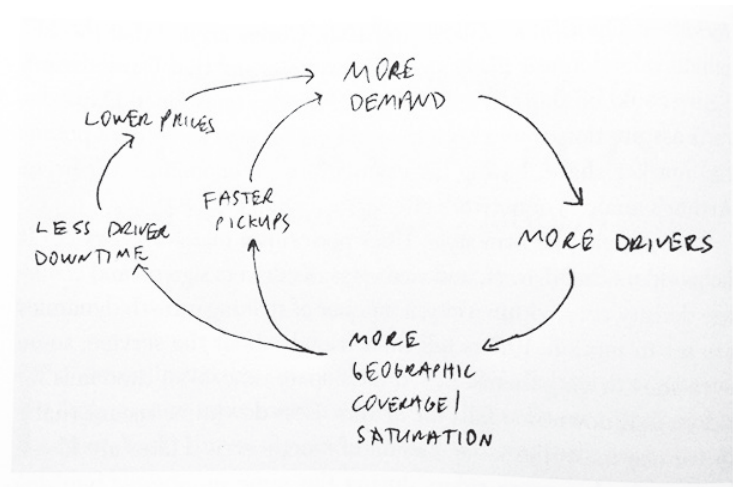 MORE
DEMAND
LOWER PRICES
FASTER
PICKUPS
LESS DRIVER
DOWNTIME
MORE DRIVERS
MORE
GEOGRAPHIC
COVERAGE/
SATURATION